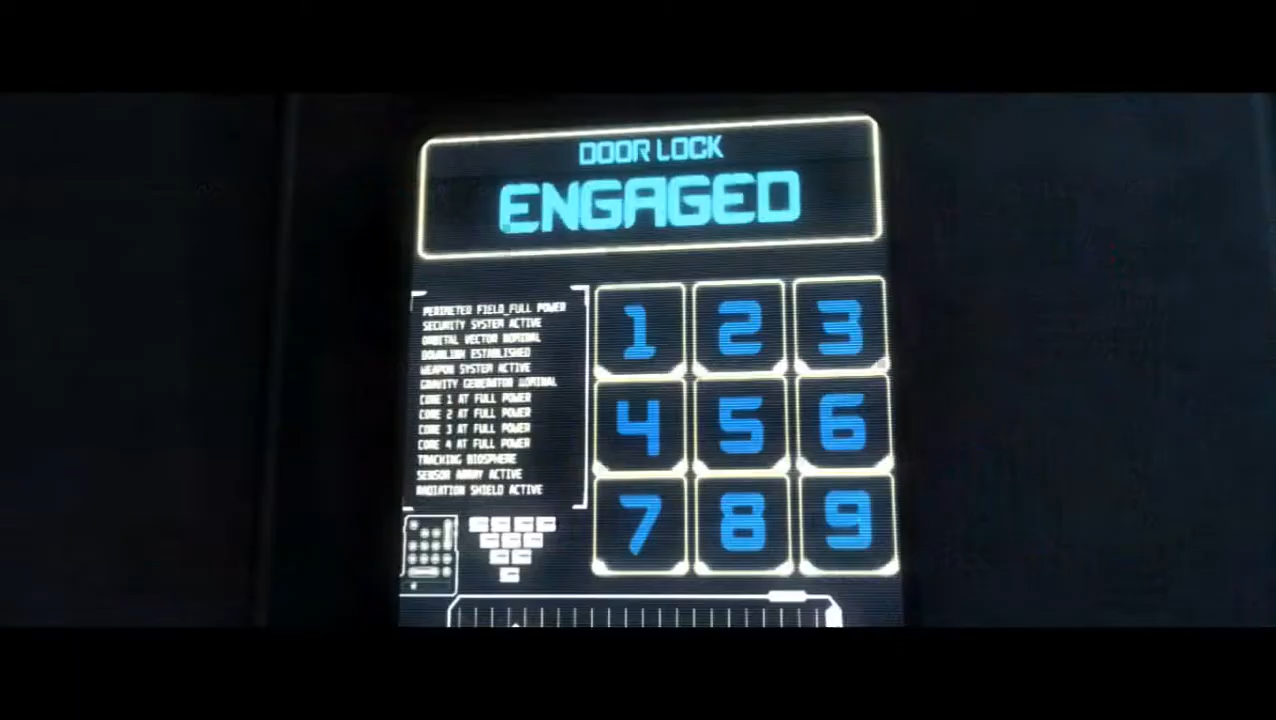 DOOR LOCK
ENGAGED
PERIMETER FIELD FULL POWER
SECURITY SYSTEM ACTIVE
ORBITAL VECTOR NOMINAL
DOWNLINK ESTABLISHED
WEAPON SYSTEM ACTIVE
GRAVITY GENERATOR NOMINAL
CORE 1 AT FULL POWER
CORE 2 AT FULL POWER
CORE 3 AT FULL POWER
CORE 4 AT FULL POWER
TRACKING BIOSPHERE
SENSOR ARRAY ACTIVE
RADIATION SHIELD ACTIVE
1 2 3
4 5 6
7 8 9